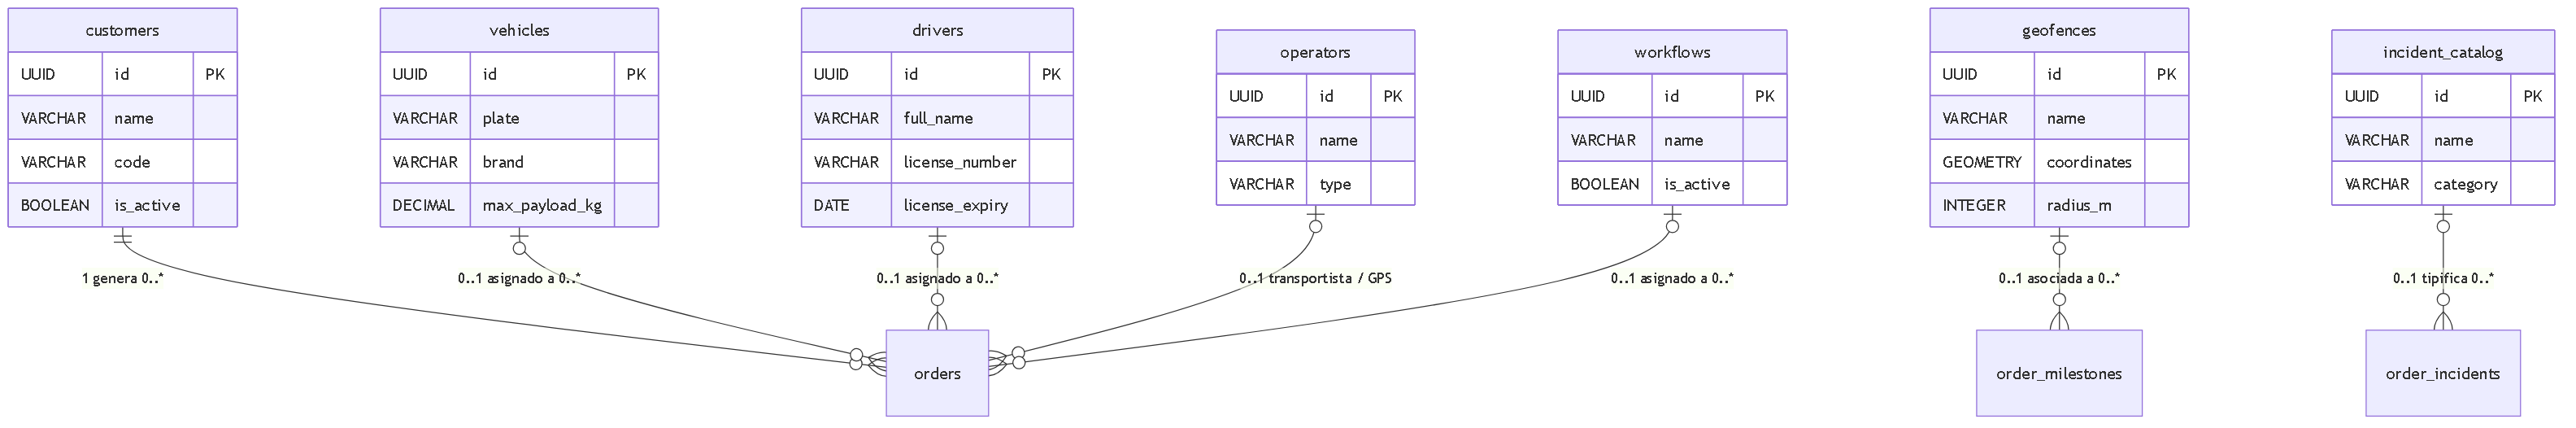 customers
UUID id PK
VARCHAR name
VARCHAR code
BOOLEAN is_active
vehicles
UUID id PK
VARCHAR plate
VARCHAR brand
DECIMAL max_payload_kg
drivers
UUID id PK
VARCHAR full_name
VARCHAR license_number
DATE license_expiry
operators
UUID id PK
VARCHAR name
VARCHAR type
workflows
UUID id PK
VARCHAR name
BOOLEAN is_active
geofences
UUID id PK
VARCHAR name
GEOMETRY coordinates
INTEGER radius_m
incident_catalog
UUID id PK
VARCHAR name
VARCHAR category
1 genera 0..*
0..1 asignado a 0..*
0..1 asignado a 0..*
0..1 transportista / GPS
0..1 asignado a 0..*
0..1 asociada a 0..*
0..1 tipifica 0..*
orders
order_milestones
order_incidents